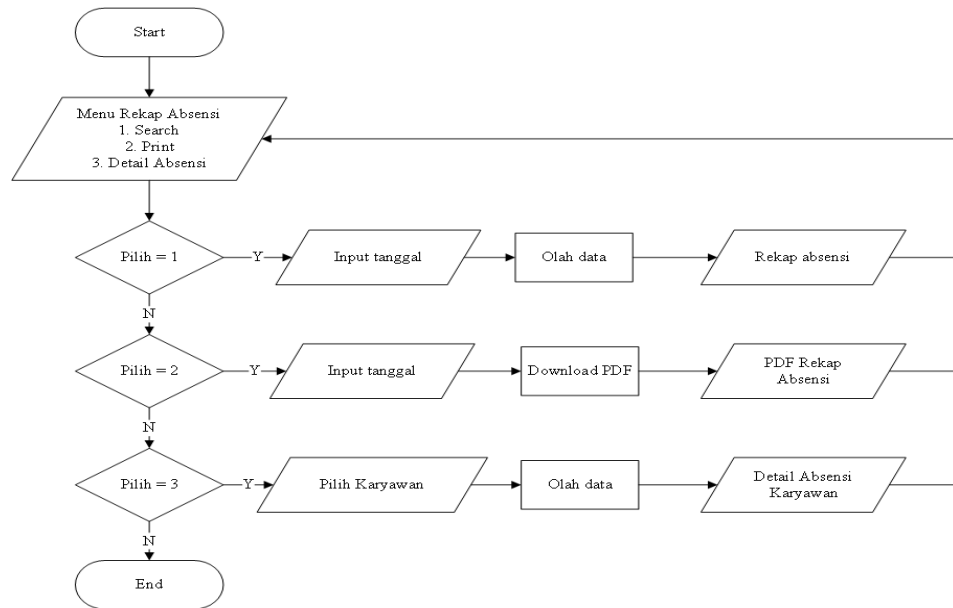 Start
Menu Rekap Absensi
1. Search
2. Print
3. Detail Absensi
Pilih = 1
Y
Input tanggal
Olah data
Rekap absensi
N
Pilih = 2
Y
Input tanggal
Download PDF
PDF Rekap
Absensi
N
Pilih = 3
Y
Pilih Karyawan
Olah data
Detail Absensi
Karyawan
N
End